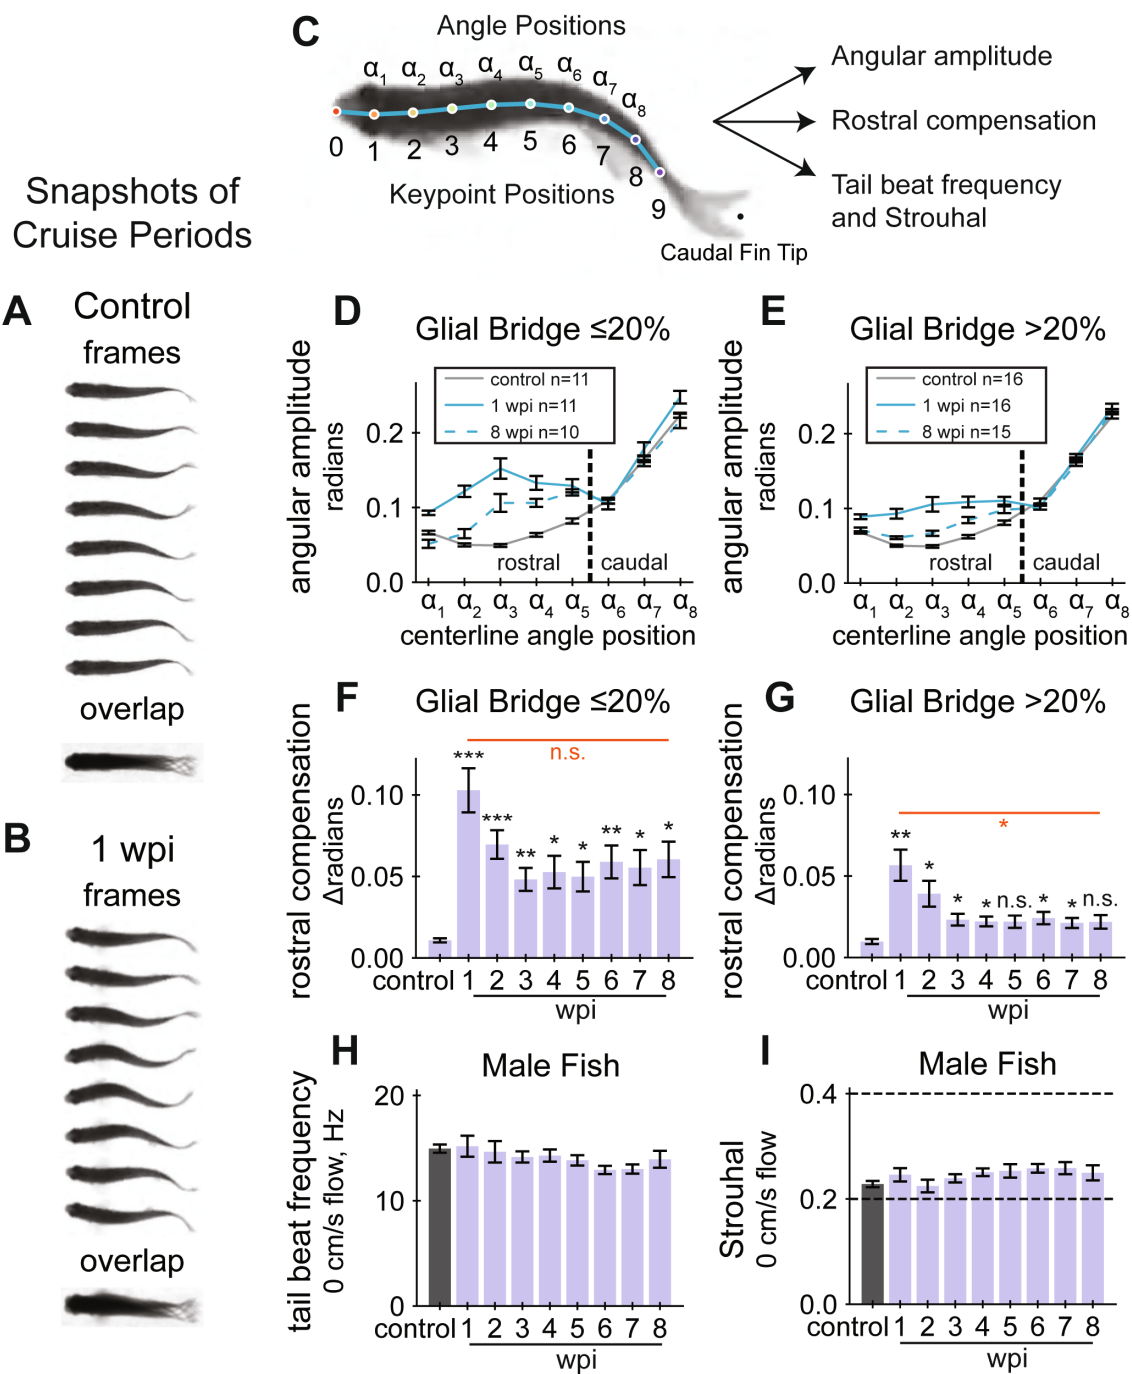 C
Angle Positions
α1 α2 α3 α4 α5 α6 α7 α8
0 1 2 3 4 5 6 7 8 9
Keypoint Positions
Caudal Fin Tip
Angular amplitude
Rostral compensation
Tail beat frequency
and Strouhal
Snapshots of
Cruise Periods
A
Control
frames
overlap
B
1 wpi
frames
overlap
D
Glial Bridge ≤20%
angular amplitude
radians
control n=11
1 wpi n=11
8 wpi n=10
0.2
0.1
0.0
rostral
caudal
α1 α2 α3 α4 α5 α6 α7 α8
centerline angle position
E
Glial Bridge >20%
angular amplitude
radians
control n=16
1 wpi n=16
8 wpi n=15
0.2
0.1
0.0
rostral
caudal
α1 α2 α3 α4 α5 α6 α7 α8
centerline angle position
F
Glial Bridge ≤20%
rostral compensation
Δradians
n.s.
*** *** ** * * ** * *
0.10
0.05
0.00
control 1 2 3 4 5 6 7 8
wpi
G
Glial Bridge >20%
rostral compensation
Δradians
*
** * * * n.s. * * n.s.
0.10
0.05
0.00
control 1 2 3 4 5 6 7 8
wpi
H
Male Fish
tail beat frequency
0 cm/s flow, Hz
20
10
0
control 1 2 3 4 5 6 7 8
wpi
I
Male Fish
Strouhal
0 cm/s flow
0.4
0.2
0.0
control 1 2 3 4 5 6 7 8
wpi